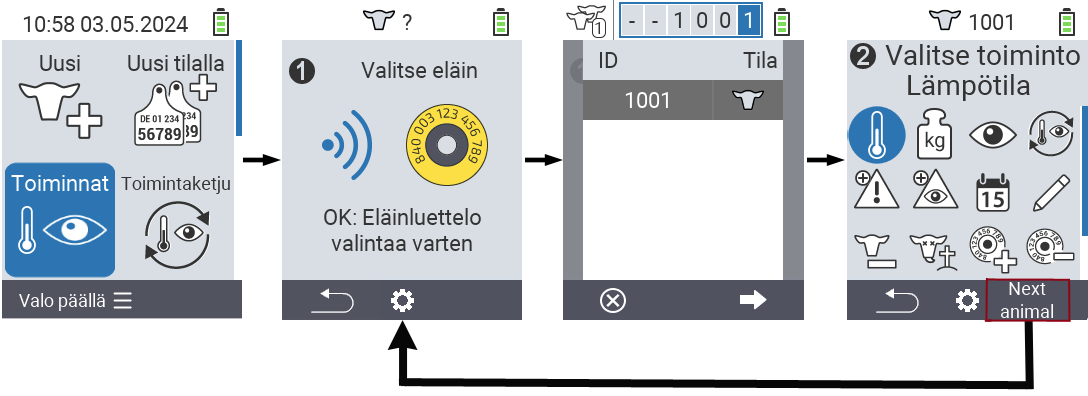 10:58 03.05.2024
Uusi
Uusi tilalla
DE 01 234
56789
234
39
Toiminnat
Toimintaketju
Valo päällä
?
1
Valitse eläin
840 003 123 456 789
OK: Eläinluettelo
valintaa varten
1
- - 1 0 0 1
ID Tila
1001
1001
2 Valitse toiminto
Lämpötila
kg
15
840 123 456 789
840 123 456 789
Next
animal